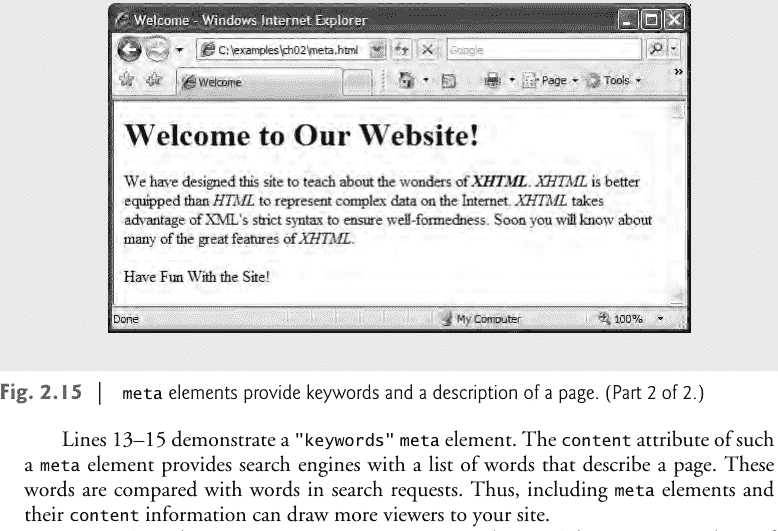 Welcome - Windows Internet Explorer
C:\examples\ch02\meta.html
Google
Welcome
Page
Tools
»
Welcome to Our Website!
We have designed this site to teach about the wonders of XHTML. XHTML is better
equipped than HTML to represent complex data on the Internet. XHTML takes
advantage of XML's strict syntax to ensure well-formedness. Soon you will know about
many of the great features of XHTML.
Have Fun With the Site!
Done
My Computer
100%
Fig. 2.15 | meta elements provide keywords and a description of a page. (Part 2 of 2.)
Lines 13–15 demonstrate a "keywords" meta element. The content attribute of such
a meta element provides search engines with a list of words that describe a page. These
words are compared with words in search requests. Thus, including meta elements and
their content information can draw more viewers to your site.